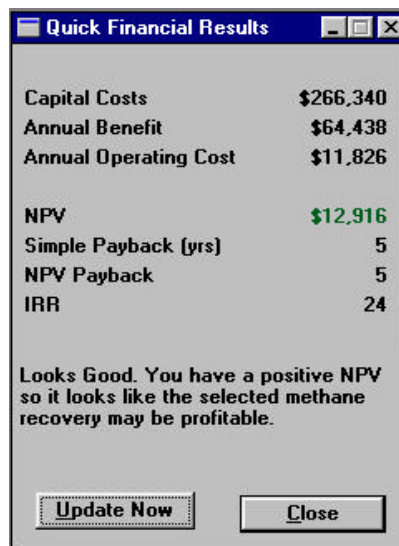 Quick Financial Results
Capital Costs $266,340
Annual Benefit $64,438
Annual Operating Cost $11,826
NPV $12,916
Simple Payback (yrs) 5
NPV Payback 5
IRR 24
Looks Good. You have a positive NPV
so it looks like the selected methane
recovery may be profitable.
Update Now Close